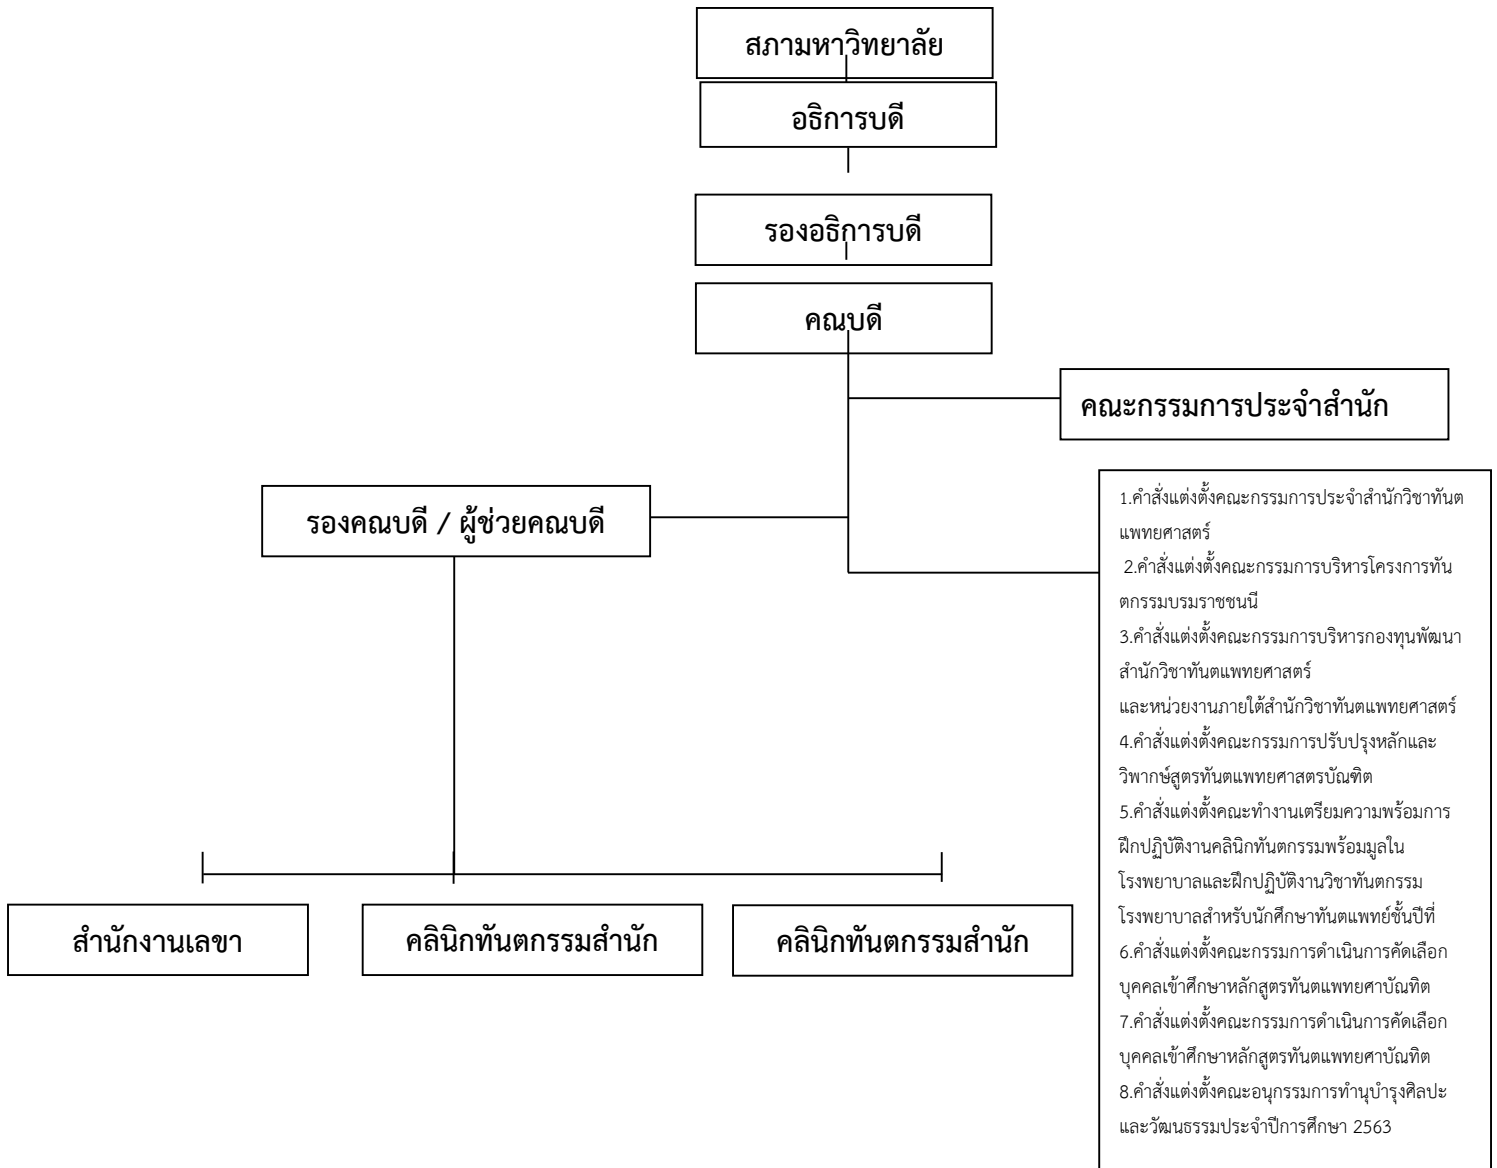 สภามหาวิทยาลัย
อธิการบดี
รองอธิการบดี
คณบดี
คณะกรรมการประจำสำนัก
รองคณบดี / ผู้ช่วยคณบดี
1.คำสั่งแต่งตั้งคณะกรรมการประจำสำนักวิชาทันต
แพทยศาสตร์
2.คำสั่งแต่งตั้งคณะกรรมการบริหารโครงการทัน
ตกรรมบรมราชชนนี
3.คำสั่งแต่งตั้งคณะกรรมการบริหารกองทุนพัฒนา
สำนักวิชาทันตแพทยศาสตร์
และหน่วยงานภายใต้สำนักวิชาทันตแพทยศาสตร์
4.คำสั่งแต่งตั้งคณะกรรมการปรับปรุงหลักและ
วิพากษ์สูตรทันตแพทยศาสตรบัณฑิต
5.คำสั่งแต่งตั้งคณะทำงานเตรียมความพร้อมการ
ฝึกปฏิบัติงานคลินิกทันตกรรมพร้อมมูลใน
โรงพยาบาลและฝึกปฏิบัติงานวิชาทันตกรรม
โรงพยาบาลสำหรับนักศึกษาทันตแพทย์ชั้นปีที่
6.คำสั่งแต่งตั้งคณะกรรมการดำเนินการคัดเลือก
บุคคลเข้าศึกษาหลักสูตรทันตแพทยศาบัณทิต
7.คำสั่งแต่งตั้งคณะกรรมการดำเนินการคัดเลือก
บุคคลเข้าศึกษาหลักสูตรทันตแพทยศาบัณทิต
8.คำสั่งแต่งตั้งคณะอนุกรรมการทำนุบำรุงศิลปะ
และวัฒนธรรมประจำปีการศึกษา 2563
สำนักงานเลขา
คลินิกทันตกรรมสำนัก
คลินิกทันตกรรมสำนัก